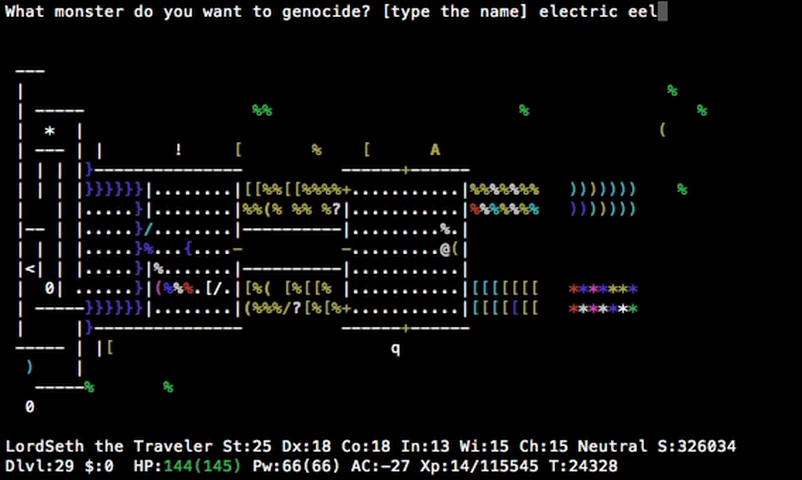 What monster do you want to genocide? [type the name] electric eel
LordSeth the Traveler St:25 Dx:18 Co:18 In:13 Wi:15 Ch:15 Neutral S:326034
Dlvl:29 $:0 HP:144(145) Pw:66(66) AC:-27 Xp:14/115545 T:24328